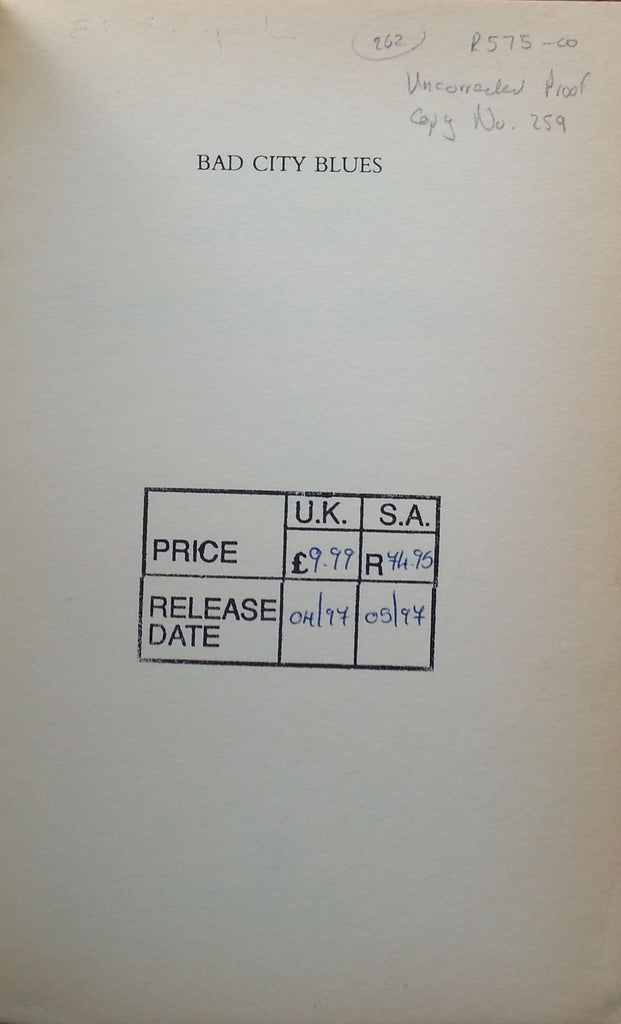 262 R575-00
Uncorrected Proof
Copy No. 259
BAD CITY BLUES
U.K. S.A.
PRICE £9.99 R74.95
RELEASE DATE 04/97 05/97